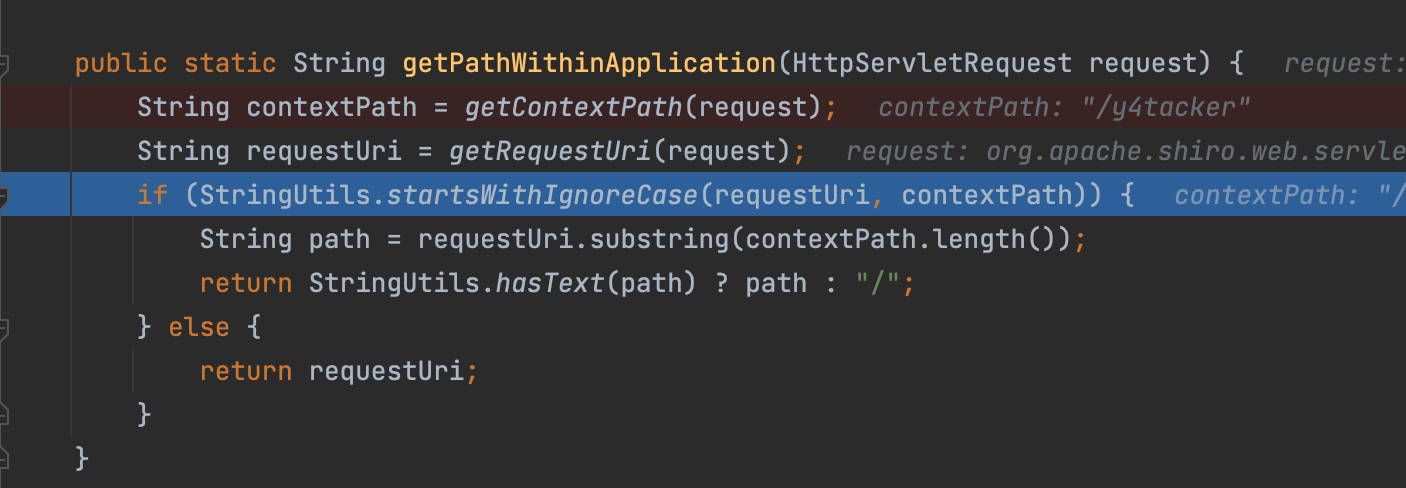 public static String getPathWithinApplication(HttpServletRequest request) { request:
String contextPath = getContextPath(request); contextPath: "/y4tacker"
String requestUri = getRequestUri(request); request: org.apache.shiro.web.servle
if (StringUtils.startsWithIgnoreCase(requestUri, contextPath)) { contextPath: "/
String path = requestUri.substring(contextPath.length());
return StringUtils.hasText(path) ? path : "/";
} else {
return requestUri;
}
}